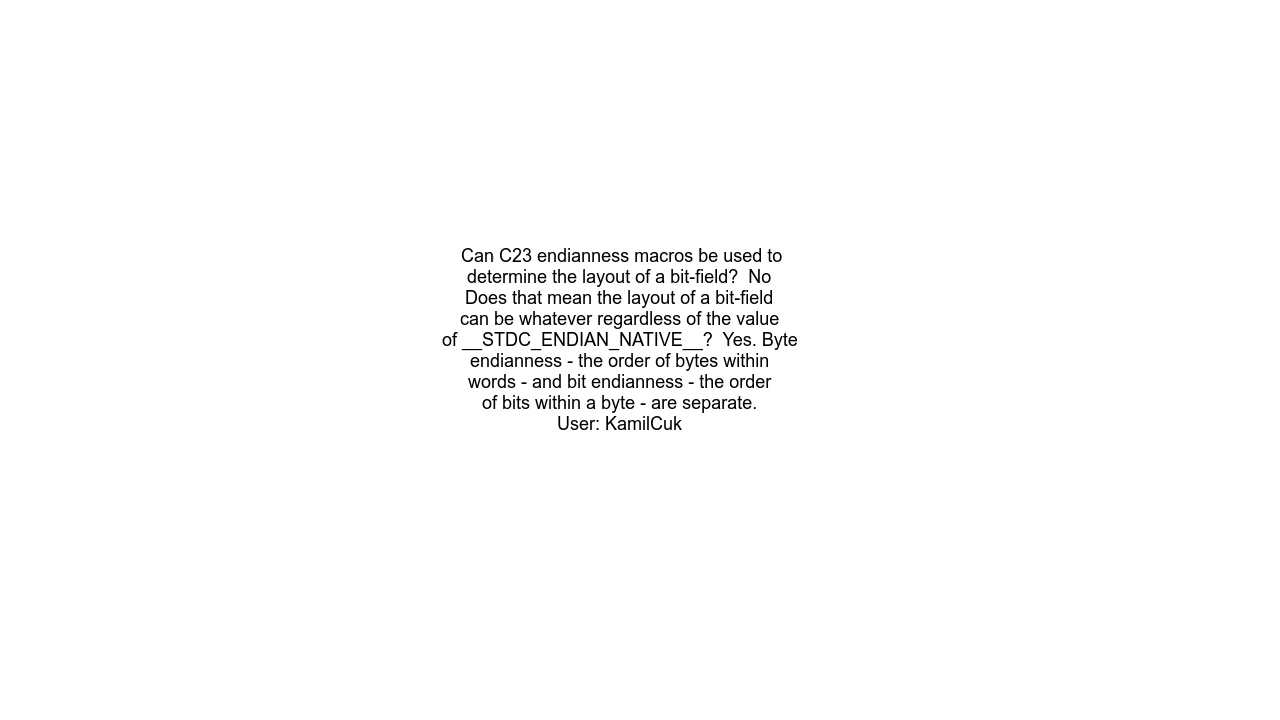 Can C23 endianness macros be used to
determine the layout of a bit-field?  No
Does that mean the layout of a bit-field
can be whatever regardless of the value
of __STDC_ENDIAN_NATIVE__?  Yes. Byte
endianness - the order of bytes within
words - and bit endianness - the order
of bits within a byte - are separate.
User: KamilCuk